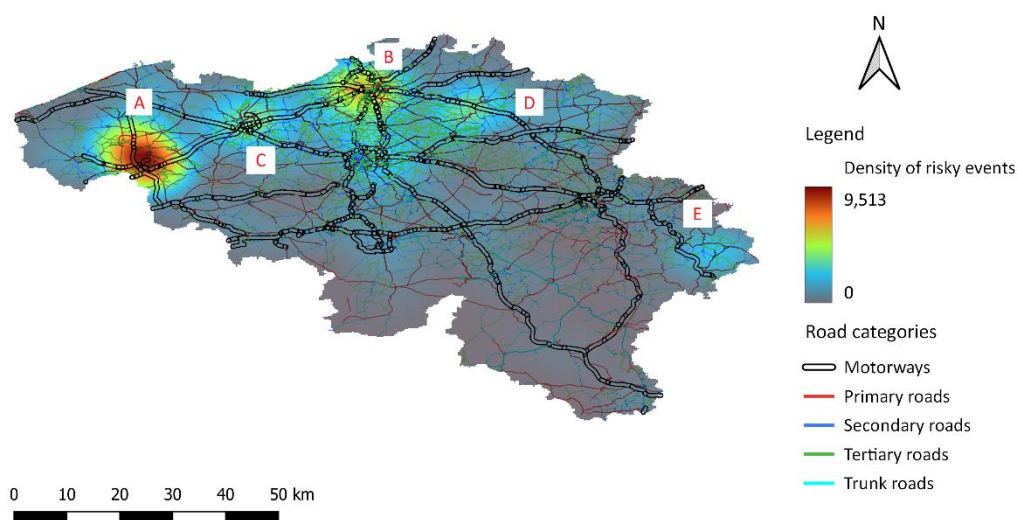 N
B
A
D
C
E
Legend
Density of risky events
9,513
0
Road categories
Motorways
Primary roads
Secondary roads
Tertiary roads
Trunk roads
0 10 20 30 40 50 km